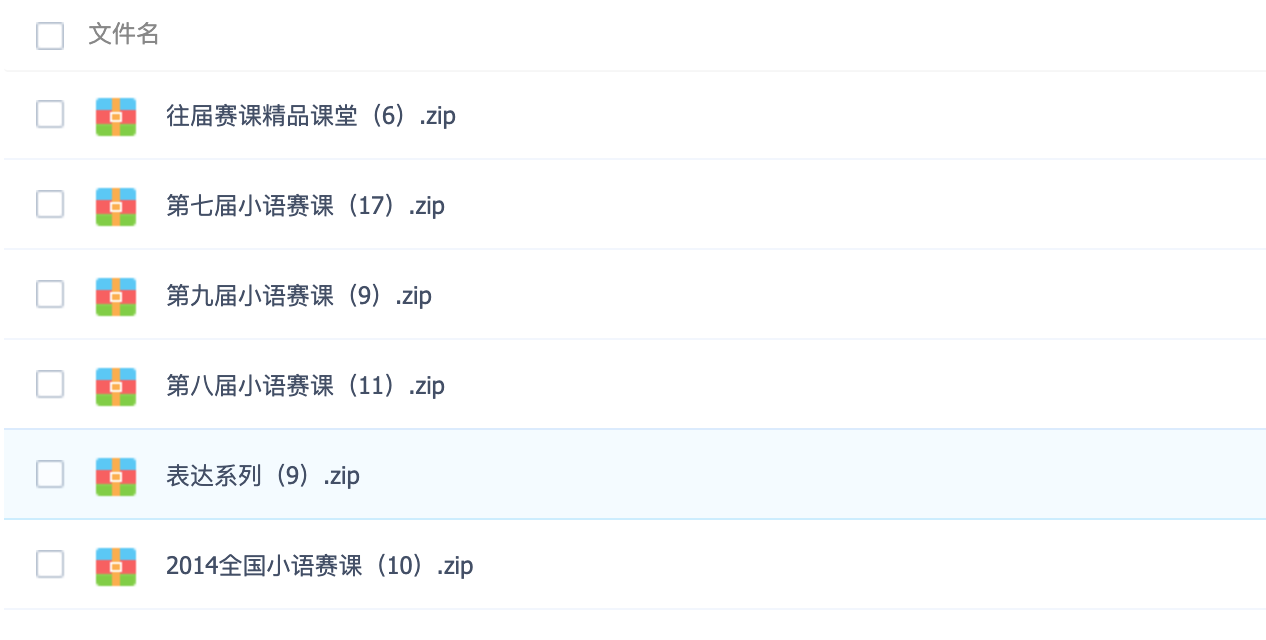 文件名
往届赛课精品课堂（6）.zip
第七届小语赛课（17）.zip
第九届小语赛课（9）.zip
第八届小语赛课（11）.zip
表达系列（9）.zip
2014全国小语赛课（10）.zip